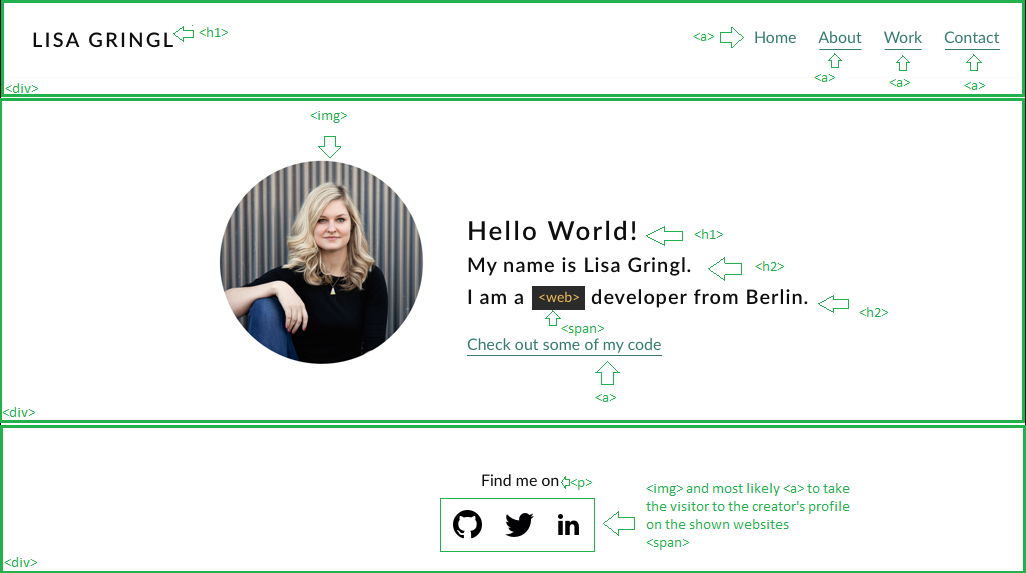 LISA GRINGL <h1>
<a> Home About Work Contact
<a> <a> <a>
<div>
<img>
Hello World! <h1>
My name is Lisa Gringl. <h2>
I am a <web> developer from Berlin. <h2>
<span>
Check out some of my code
<a>
<div>
Find me on <p>
<img> and most likely <a> to take
the visitor to the creator's profile
on the shown websites
<span>
in
<div>